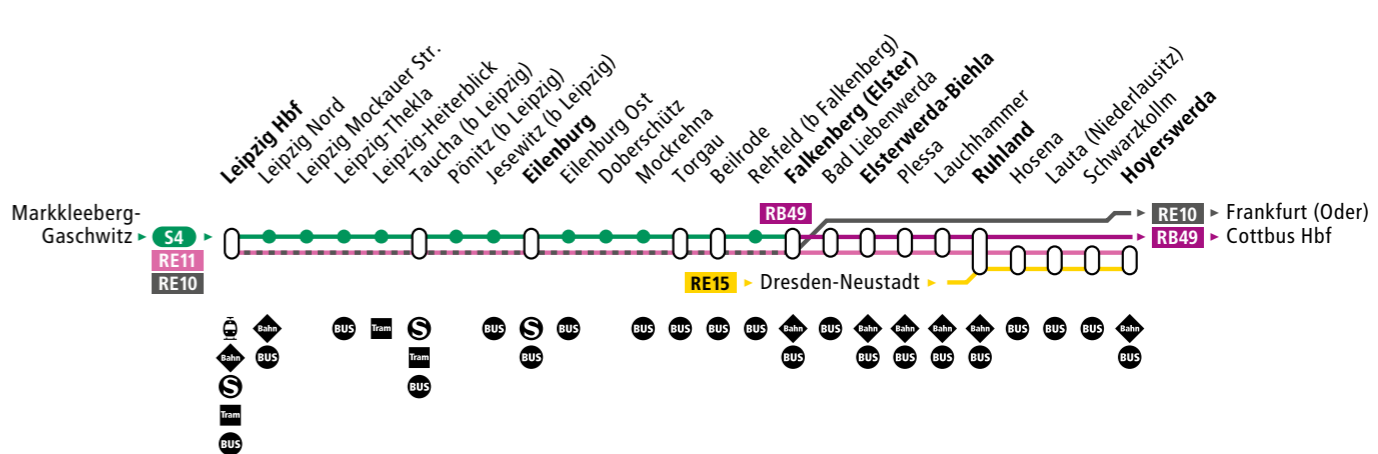 Leipzig Hbf
Leipzig Nord
Leipzig Mockauer Str.
Leipzig-Thekla
Leipzig-Heiterblick
Taucha (b Leipzig)
Pönitz (b Leipzig)
Jesewitz (b Leipzig)
Eilenburg
Eilenburg Ost
Doberschütz
Mockrehna
Torgau
Beilrode
Rehfeld (b Falkenberg)
Falkenberg (Elster)
Bad Liebenwerda
Elsterwerda-Biehla
Plessa
Lauchhammer
Ruhland
Hosena
Lauta (Niederlausitz)
Schwarzkollm
Hoyerswerda
Markkleeberg-
Gaschwitz S4
RE11
RE10
RB49
RE10 Frankfurt (Oder)
RB49 Cottbus Hbf
RE15 Dresden-Neustadt
Bahn BUS Tram S BUS S BUS BUS BUS BUS BUS BUS Bahn BUS Bahn Bahn Bahn Bahn BUS BUS BUS Bahn
Bahn BUS Tram BUS BUS BUS BUS BUS BUS BUS
S BUS
Tram
BUS